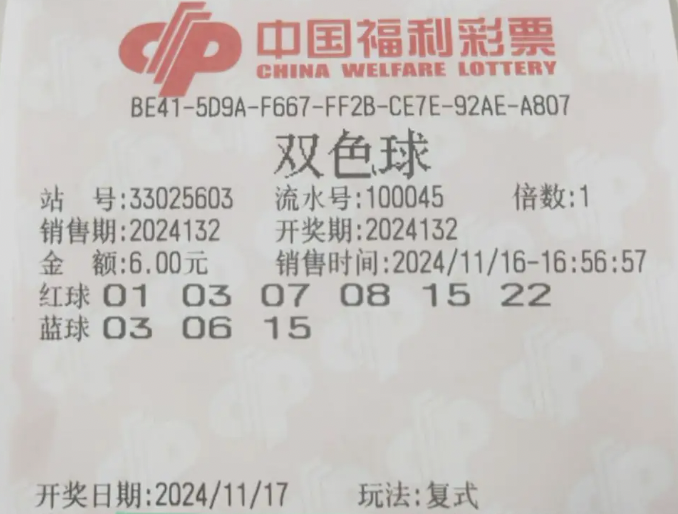 中国福利彩票
CHINA WELFARE LOTTERY
BE41-5D9A-F667-FF2B-CE7E-92AE-A807
双色球
站 号:33025603 流水号:100045 倍数:1
销售期:2024132 开奖期:2024132
金 额:6.00元 销售时间:2024/11/16-16:56:57
红球 01 03 07 08 15 22
蓝球 03 06 15
开奖日期:2024/11/17 玩法:复式